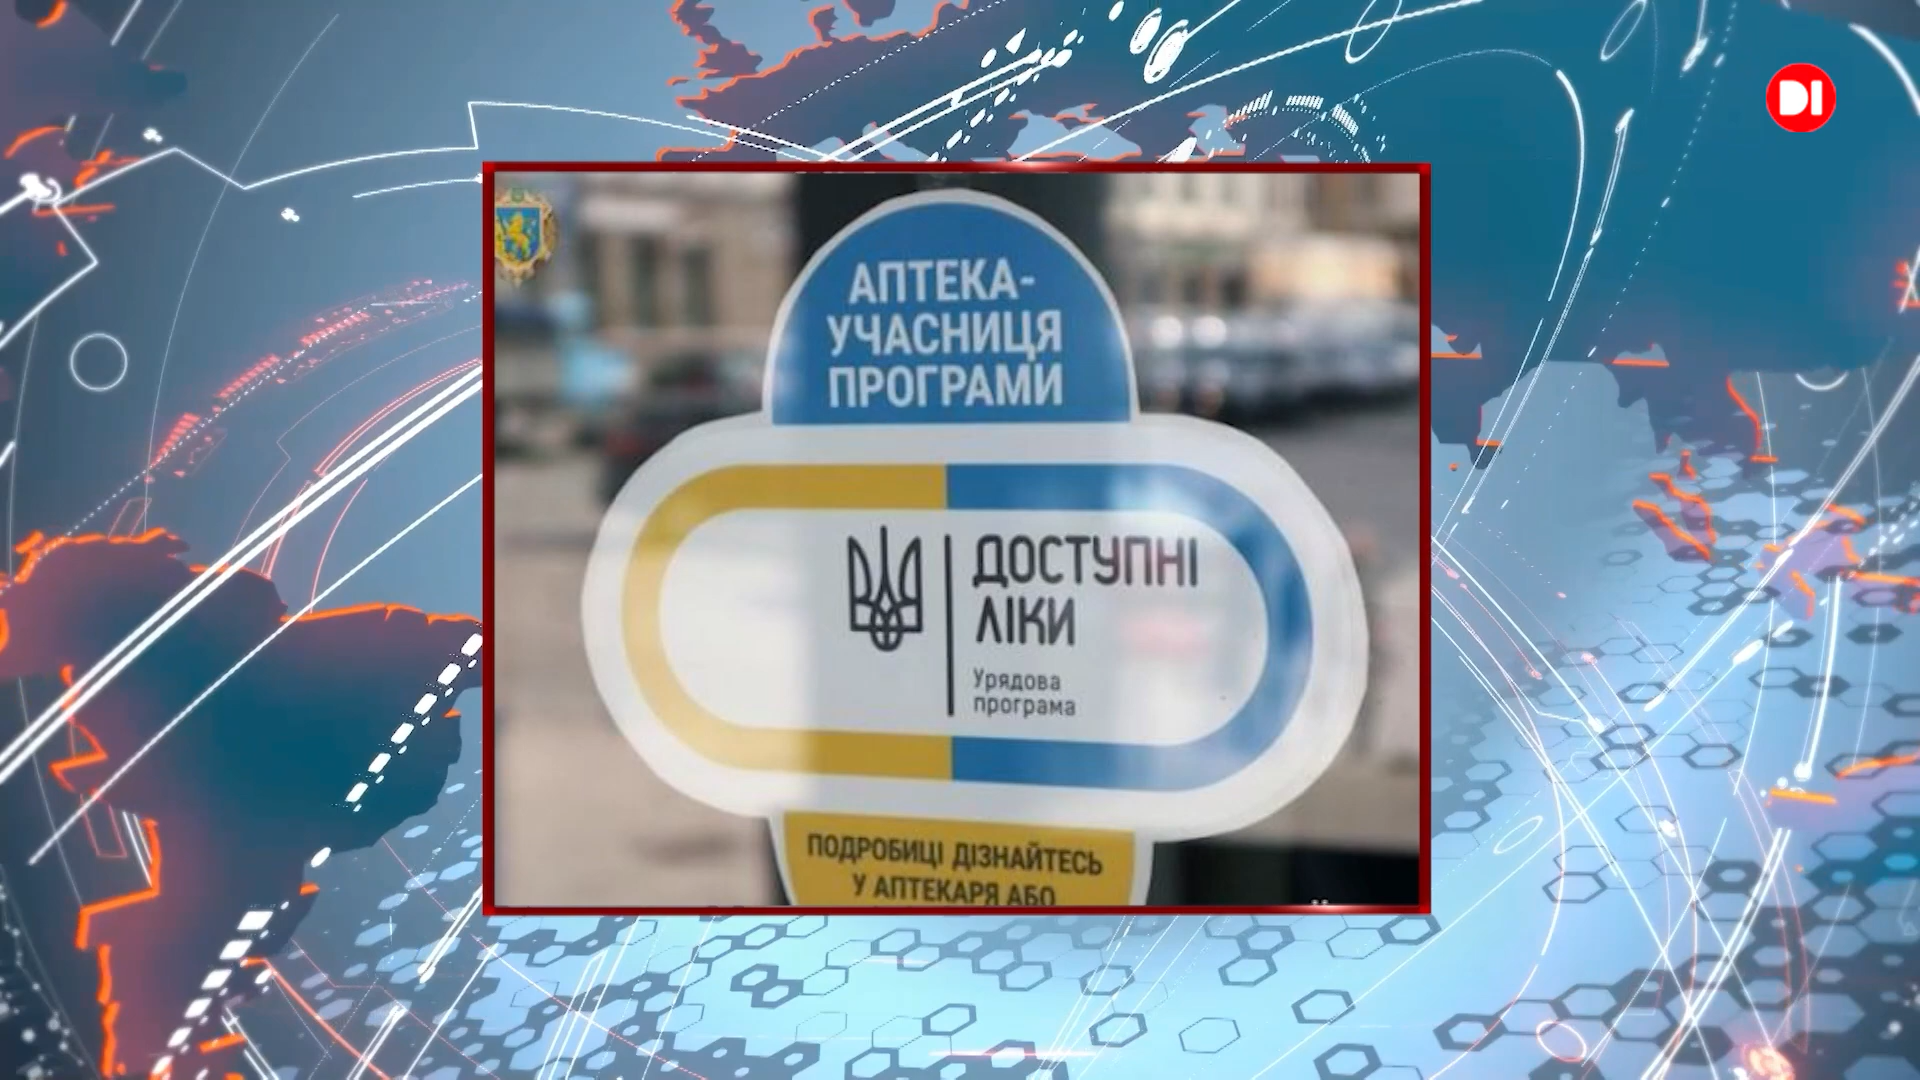 DI
АПТЕКА-
УЧАСНИЦЯ
ПРОГРАМИ
ДОСТУПНІ
ЛІКИ
Урядова
програма
ПОДРОБИЦІ ДІЗНАЙТЕСЬ
У АПТЕКАРЯ АБО